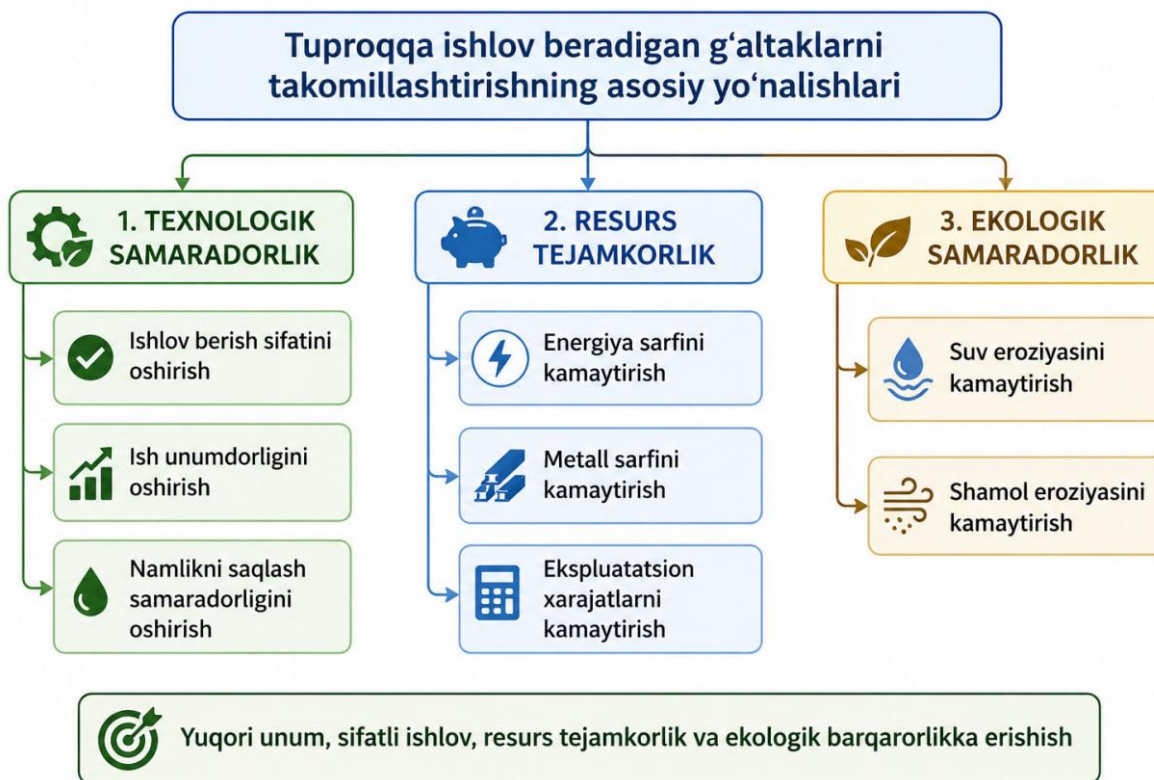 Tuproqqa ishlov beradigan g‘altaklarni
takomillashtirishning asosiy yo‘nalishlari
1. TEXNOLOGIK
SAMARADORLIK
Ishlov berish sifatini
oshirish
Ish unumdorligini
oshirish
Namlikni saqlash
samaradorligini
oshirish
2. RESURS
TEJAMKORLIK
Energiya sarfini
kamaytirish
Metall sarfini
kamaytirish
Ekspluatatsion
xarajatlarni
kamaytirish
3. EKOLOGIK
SAMARADORLIK
Suv eroziyasini
kamaytirish
Shamol eroziyasini
kamaytirish
Yuqori unum, sifatli ishlov, resurs tejamkorlik va ekologik barqarorlikka erishish